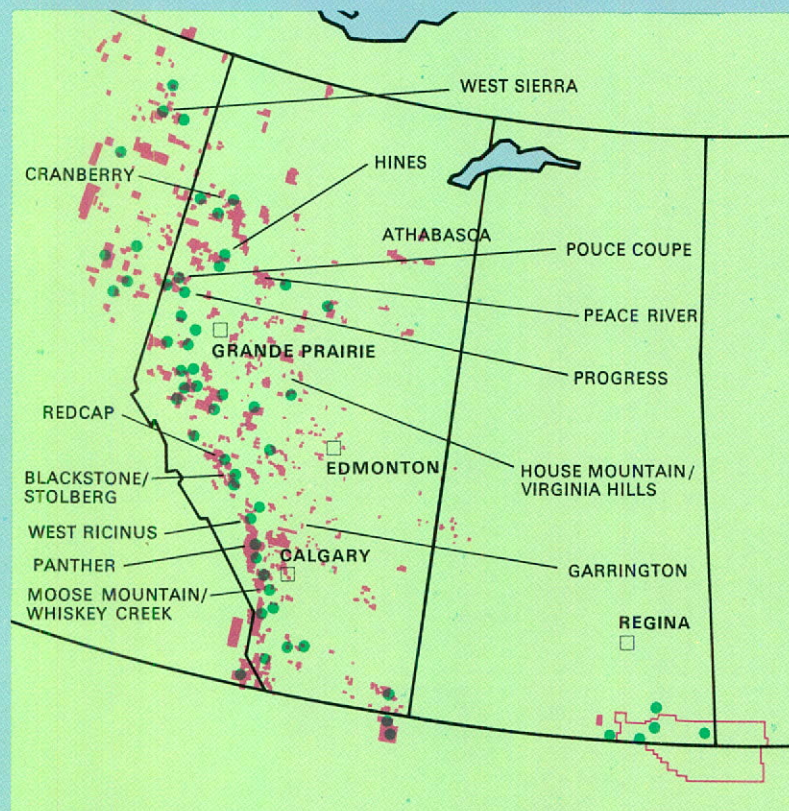 WEST SIERRA
HINES
CRANBERRY
ATHABASCA
POUCE COUPE
PEACE RIVER
GRANDE PRAIRIE
PROGRESS
REDCAP
EDMONTON
HOUSE MOUNTAIN/
VIRGINIA HILLS
BLACKSTONE/
STOLBERG
WEST RICINUS
PANTHER
CALGARY
GARRINGTON
MOOSE MOUNTAIN/
WHISKEY CREEK
REGINA